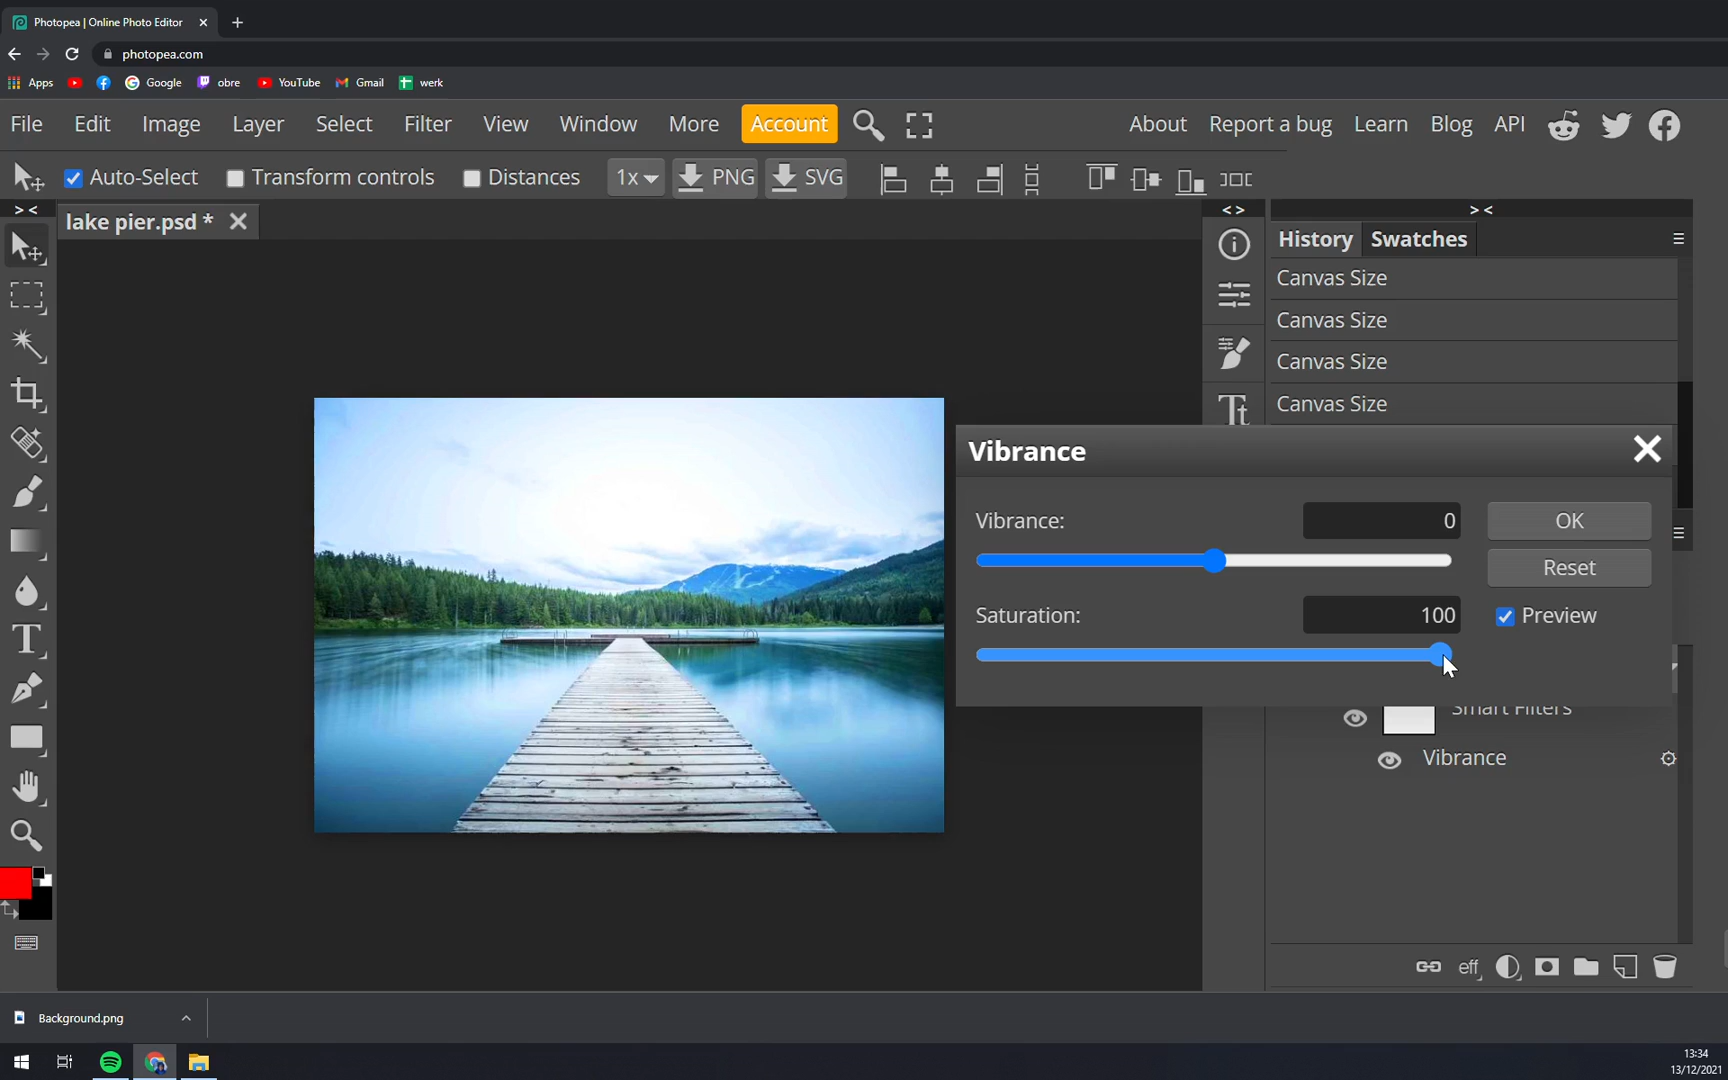 Photopea | Online Photo Editor
photopea.com
Apps Google obre YouTube Gmail werk
File Edit Image Layer Select Filter View Window More Account About Report a bug Learn Blog API
Auto-Select Transform controls Distances 1x PNG SVG
> < < > > <
lake pier.psd *
History Swatches
Canvas Size
Canvas Size
Canvas Size
Canvas Size
Vibrance
Vibrance: 0 OK
Reset
Saturation: 100 Preview
Smart Filters
Vibrance
eff
Background.png
13:34
13/12/2021